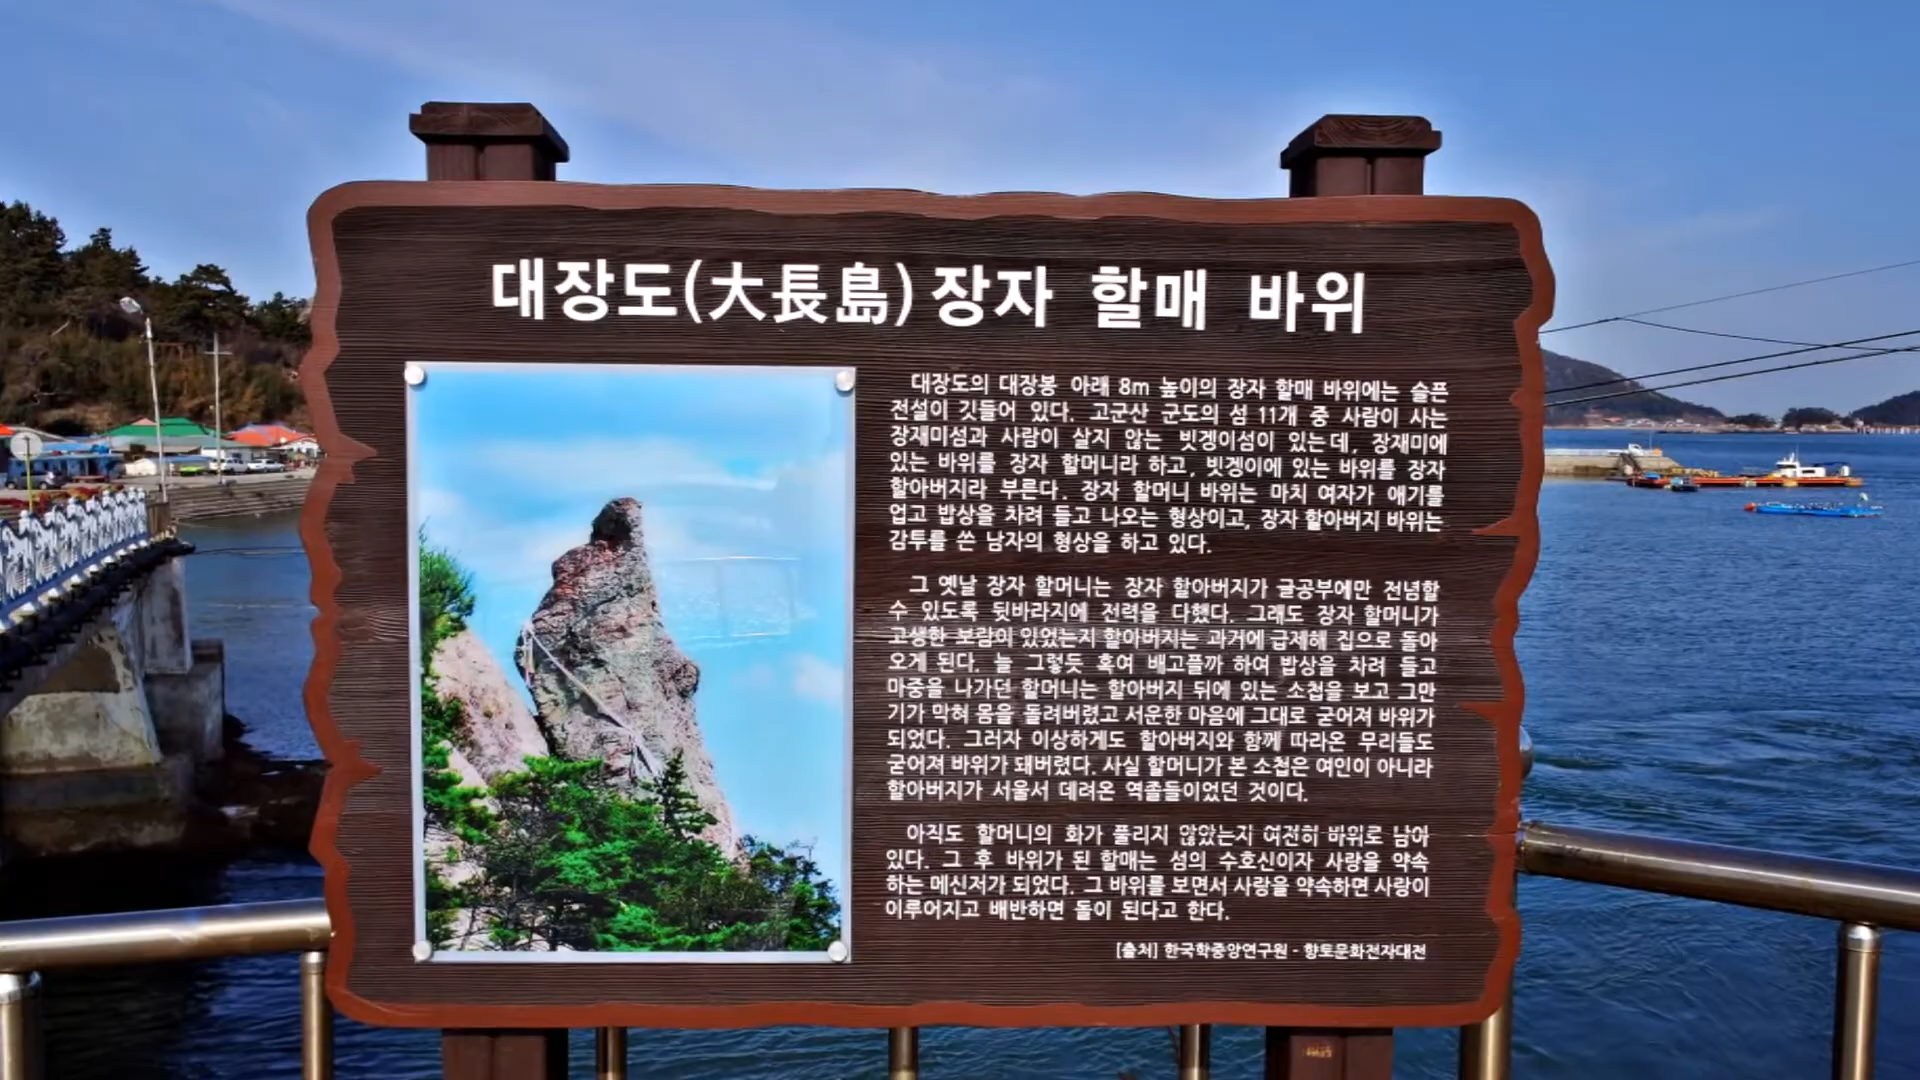 대장도(大長島) 장자 할매 바위
대장도의 대장봉 아래 8m 높이의 장자 할매 바위에는 슬픈
전설이 깃들어 있다. 고군산 군도의 섬 11개 중 사람이 사는
장재미섬과 사람이 살지 않는 빗겡이섬이 있는데, 장재미에
있는 바위를 장자 할머니라 하고, 빗겡이에 있는 바위를 장자
할아버지라 부른다. 장자 할머니 바위는 마치 여자가 애기를
업고 밥상을 차려 들고 나오는 형상이고, 장자 할아버지 바위는
감투를 쓴 남자의 형상을 하고 있다.
그 옛날 장자 할머니는 장자 할아버지가 글공부에만 전념할
수 있도록 뒷바라지에 전력을 다했다. 그래도 장자 할머니가
고생한 보람이 있었는지 할아버지는 과거에 급제해 집으로 돌아
오게 된다. 늘 그렇듯 혹여 배고플까 하여 밥상을 차려 들고
마중을 나가던 할머니는 할아버지 뒤에 있는 소첩을 보고 그만
기가 막혀 몸을 돌려버렸고 서운한 마음에 그대로 굳어져 바위가
되었다. 그러자 이상하게도 할아버지와 함께 따라온 무리들도
굳어져 바위가 돼버렸다. 사실 할머니가 본 소첩은 여인이 아니라
할아버지가 서울서 데려온 역졸들이었던 것이다.
아직도 할머니의 화가 풀리지 않았는지 여전히 바위로 남아
있다. 그 후 바위가 된 할매는 섬의 수호신이자 사랑을 약속
하는 메신저가 되었다. 그 바위를 보면서 사랑을 약속하면 사랑이
이루어지고 배반하면 돌이 된다고 한다.
[출처] 한국학중앙연구원 - 향토문화전자대전